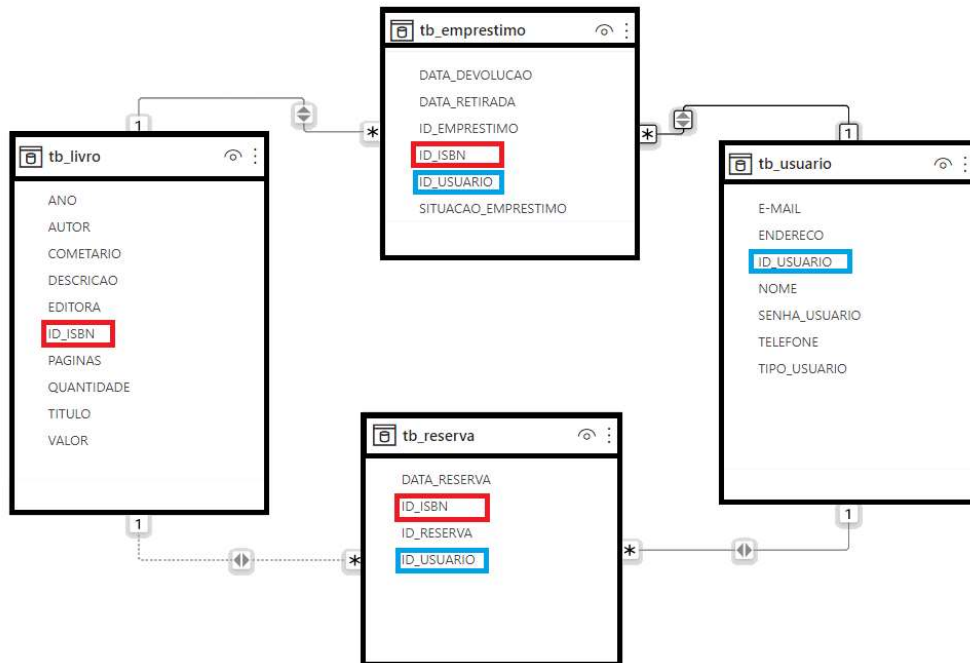 tb_emprestimo
DATA_DEVOLUCAO
DATA_RETIRADA
ID_EMPRESTIMO
ID_ISBN
ID_USUARIO
SITUACAO_EMPRESTIMO
1
*
*
1
tb_livro
ANO
AUTOR
COMETARIO
DESCRICAO
EDITORA
ID_ISBN
PAGINAS
QUANTIDADE
TITULO
VALOR
tb_usuario
E-MAIL
ENDERECO
ID_USUARIO
NOME
SENHA_USUARIO
TELEFONE
TIPO_USUARIO
tb_reserva
DATA_RESERVA
ID_ISBN
ID_RESERVA
ID_USUARIO
1
*
*
1